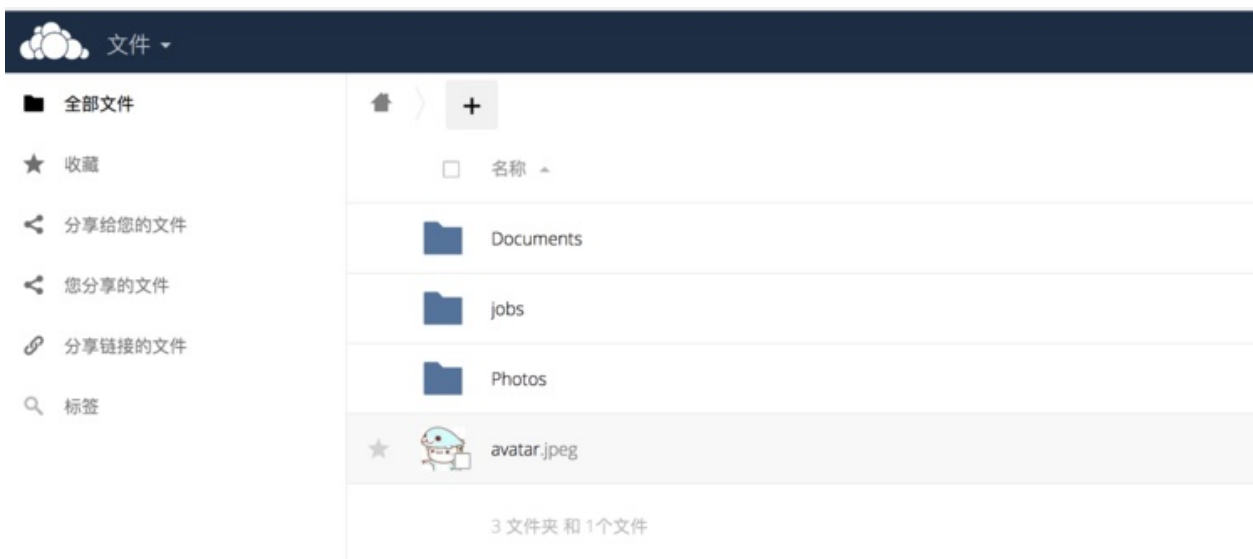 文件
全部文件
收藏
分享给您的文件
您分享的文件
分享链接的文件
标签
+
名称
Documents
jobs
Photos
avatar.jpeg
3 文件夹 和 1个文件